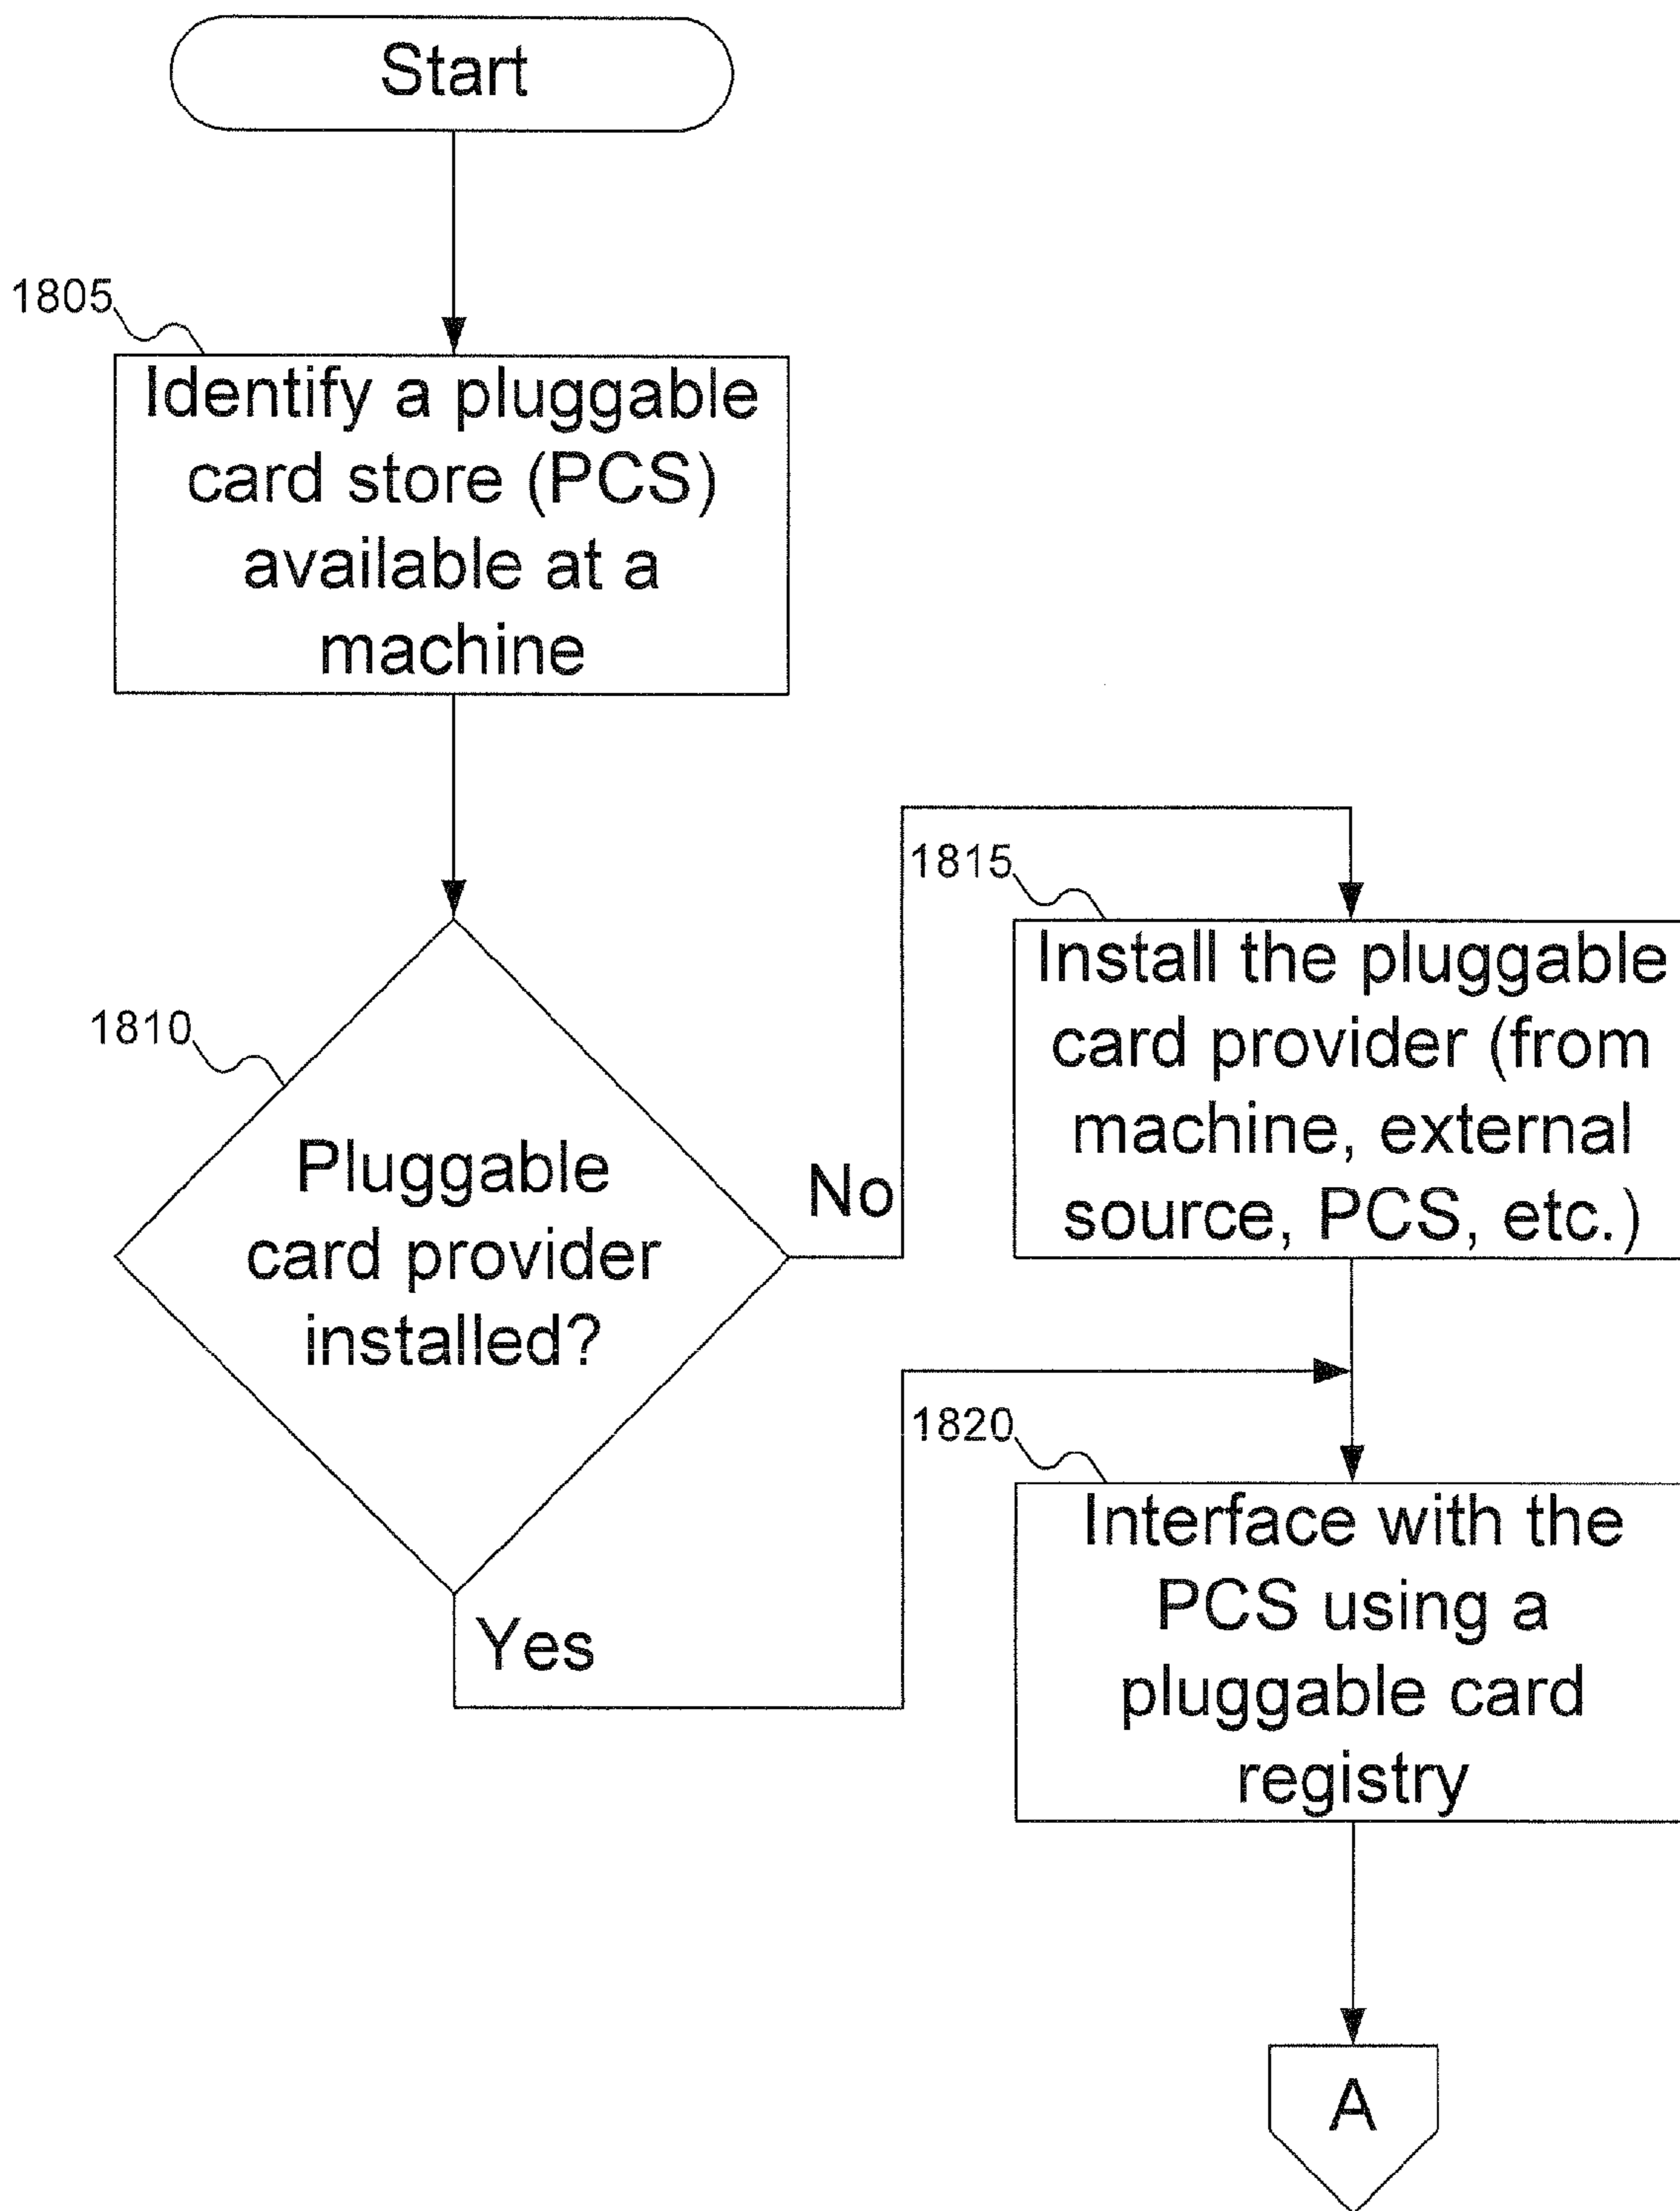 Start
1805
Identify a pluggable
card store (PCS)
available at a
machine
1810
Pluggable
card provider
installed?
No
Yes
1815
Install the pluggable
card provider (from
machine, external
source, PCS, etc.)
1820
Interface with the
PCS using a
pluggable card
registry
A